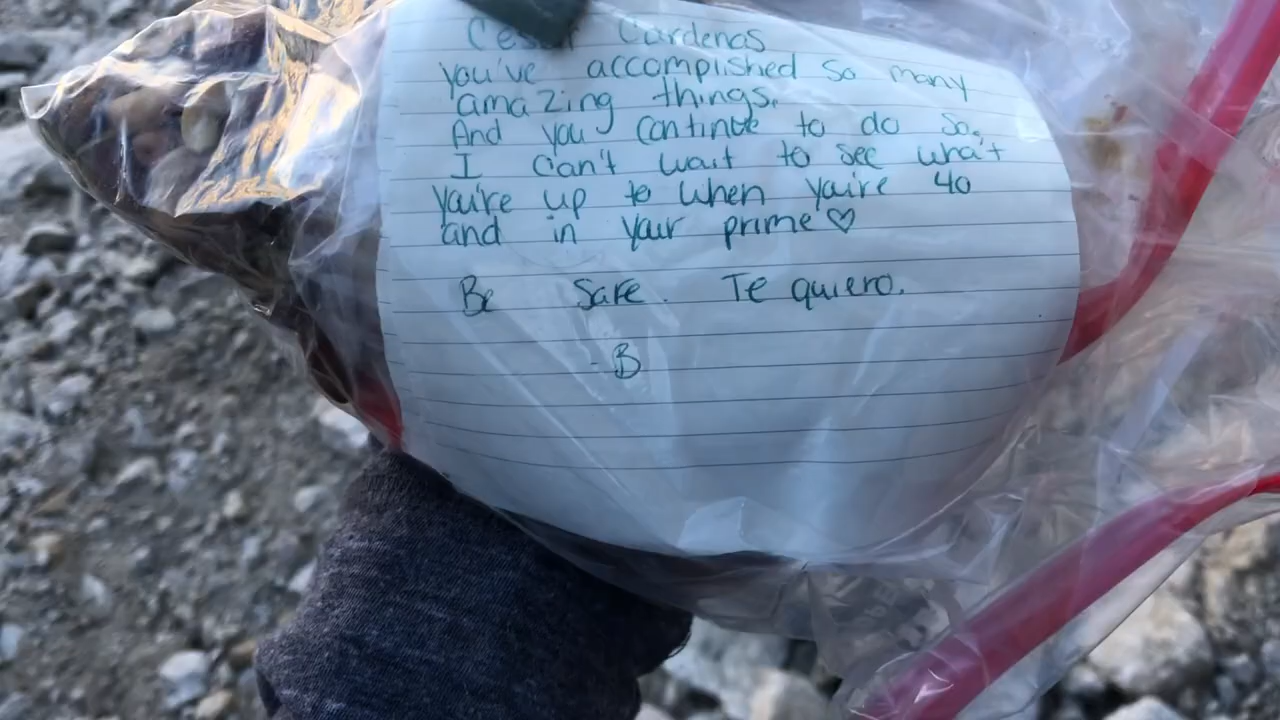 Cesar Cardenas
you've accomplished so many
amazing things.
And you continue to do so.
I can't wait to see what
you're up to when you're 40
and in your prime♡
Be safe. Te quiero.
-B